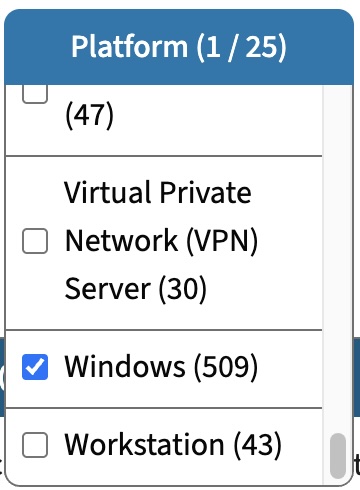 Platform (1 / 25)
(47)
Virtual Private
Network (VPN)
Server (30)
Windows (509)
Workstation (43)